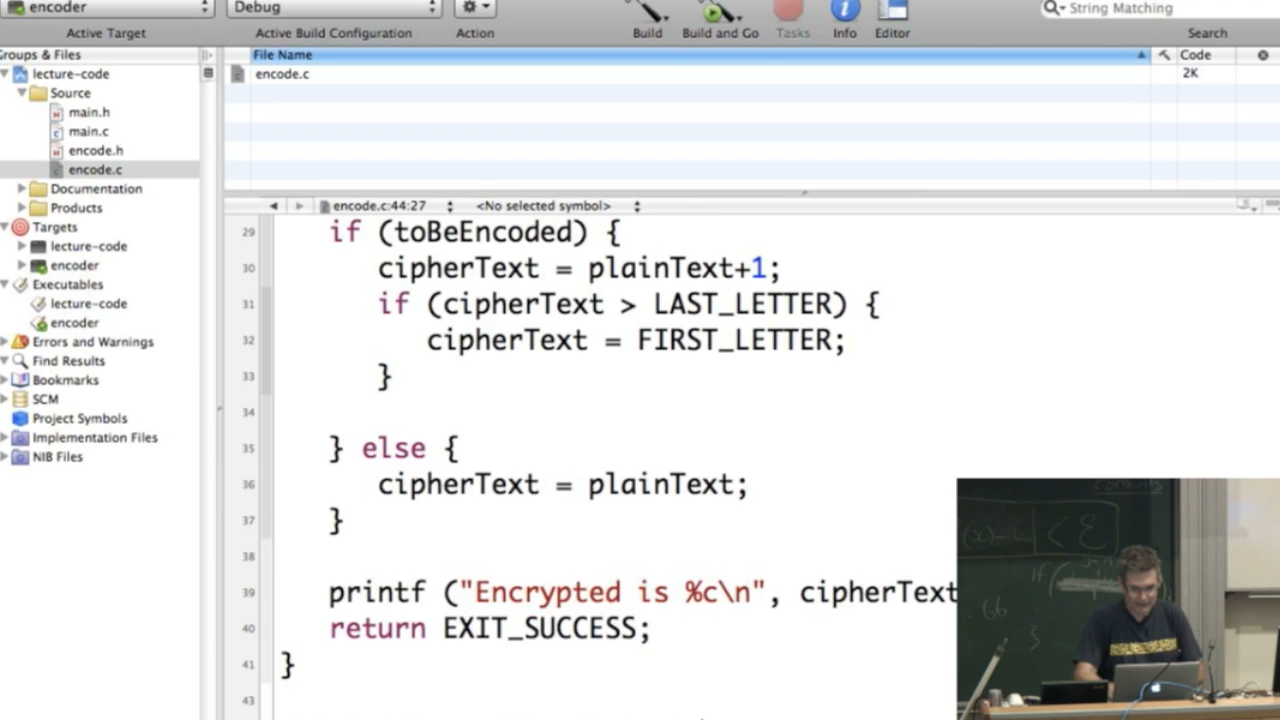 encoder
Debug
String Matching
Active Target
Active Build Configuration
Action
Build
Build and Go
Tasks
Info
Editor
Search
Groups & Files
File Name
Code
encode.c
2K
lecture-code
Source
main.h
main.c
encode.h
encode.c
Documentation
Products
Targets
lecture-code
encoder
Executables
lecture-code
encoder
Errors and Warnings
Find Results
Bookmarks
SCM
Project Symbols
Implementation Files
NIB Files
encode.c:44:27
<No selected symbol>
29 if (toBeEncoded) {
30 cipherText = plainText+1;
31 if (cipherText > LAST_LETTER) {
32 cipherText = FIRST_LETTER;
33 }
34
35 } else {
36 cipherText = plainText;
37 }
38
39 printf ("Encrypted is %c\n", cipherText
40 return EXIT_SUCCESS;
41 }
43